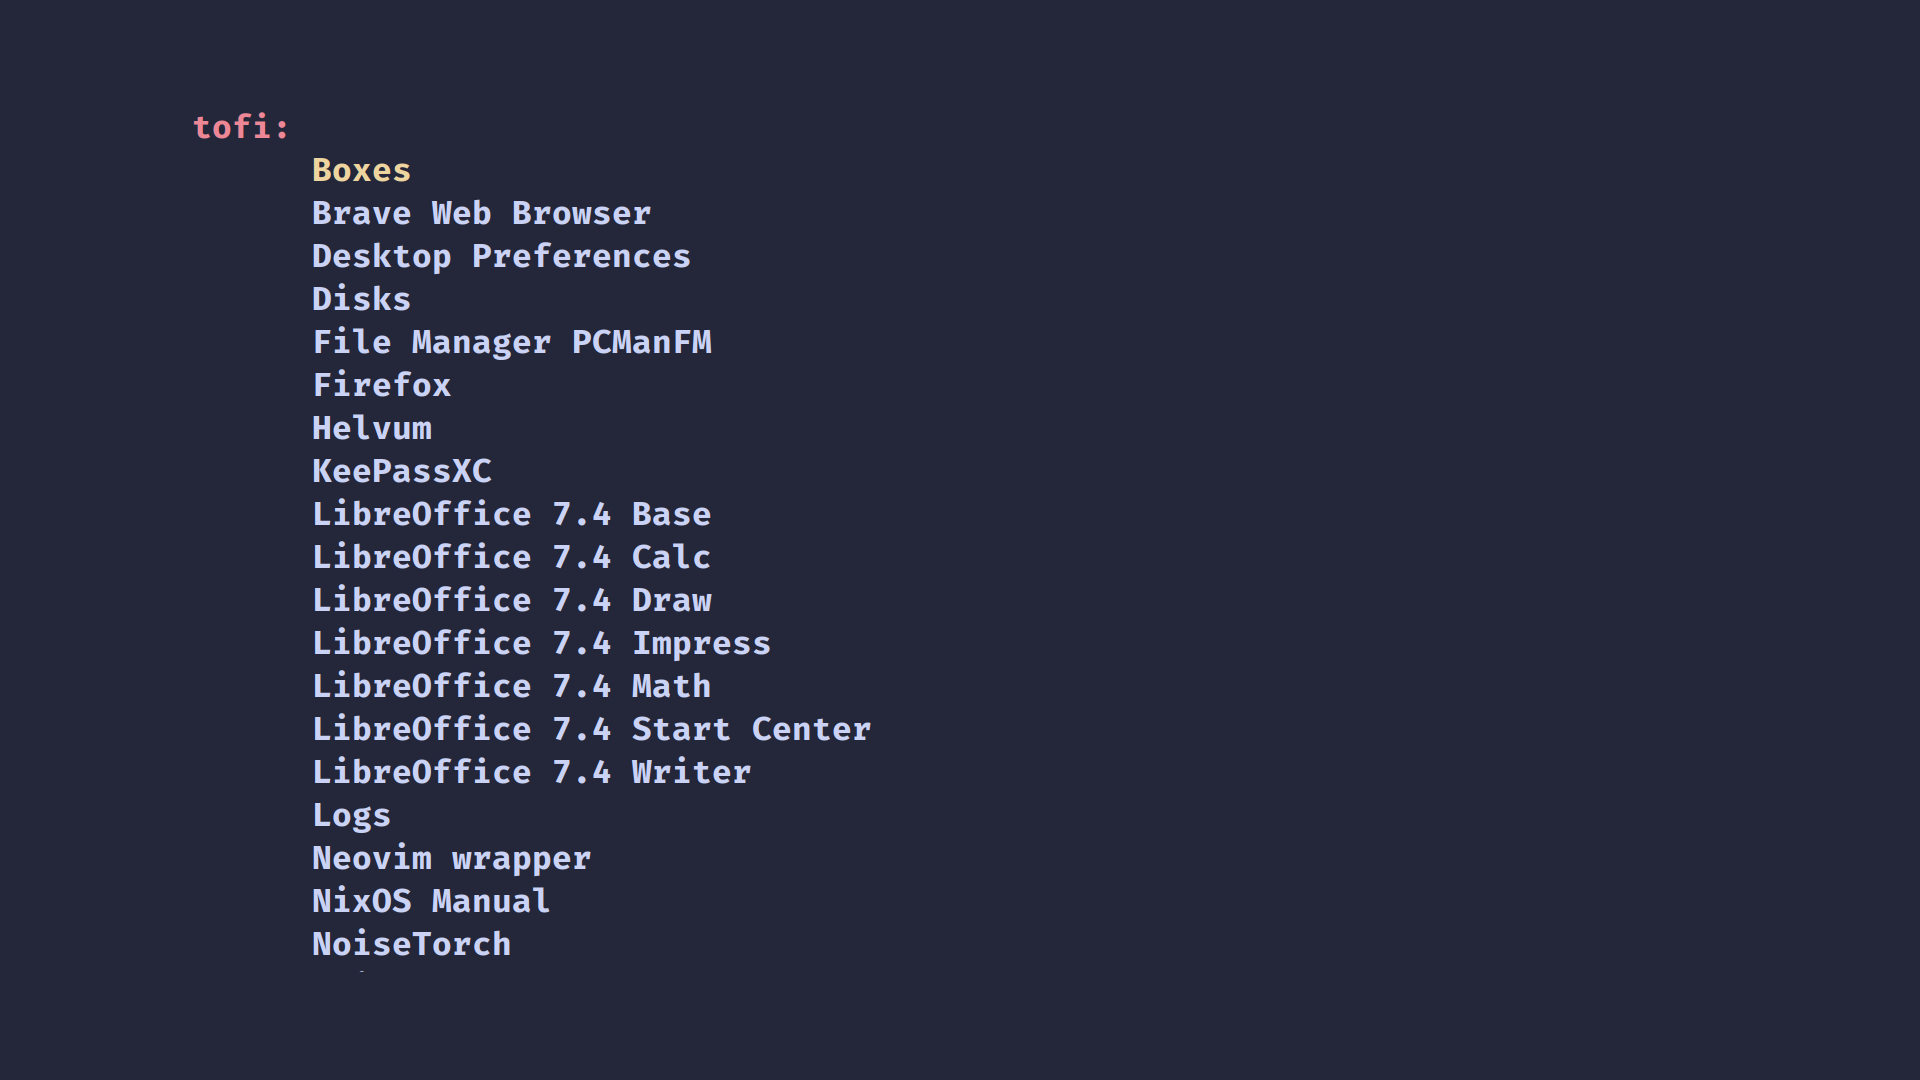 tofi:
Boxes
Brave Web Browser
Desktop Preferences
Disks
File Manager PCManFM
Firefox
Helvum
KeePassXC
LibreOffice 7.4 Base
LibreOffice 7.4 Calc
LibreOffice 7.4 Draw
LibreOffice 7.4 Impress
LibreOffice 7.4 Math
LibreOffice 7.4 Start Center
LibreOffice 7.4 Writer
Logs
Neovim wrapper
NixOS Manual
NoiseTorch